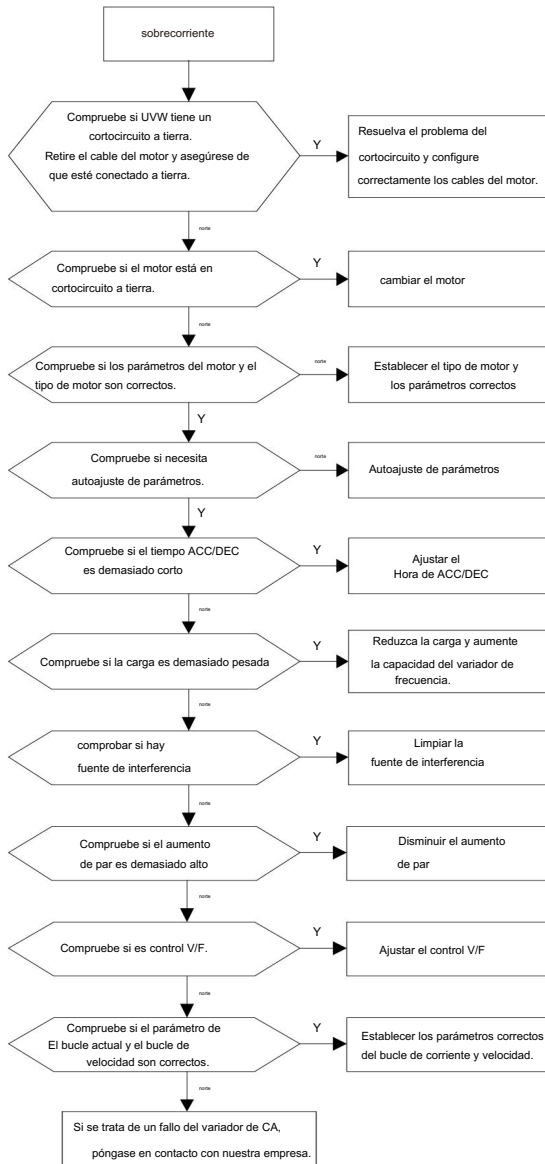 sobrecorriente
Compruebe si UVW tiene un
cortocircuito a tierra.
Retire el cable del motor y asegúrese de
que esté conectado a tierra.
Y
Resuelva el problema del
cortocircuito y configure
correctamente los cables del motor.
norte
Compruebe si el motor está en
cortocircuito a tierra.
Y
cambiar el motor
norte
Compruebe si los parámetros del motor y el
tipo de motor son correctos.
norte
Establecer el tipo de motor y
los parámetros correctos
Y
Compruebe si necesita
autoajuste de parámetros.
norte
Autoajuste de parámetros
Y
Compruebe si el tiempo ACC/DEC
es demasiado corto
Y
Ajustar el
Hora de ACC/DEC
norte
Compruebe si la carga es demasiado pesada
Y
Reduzca la carga y aumente
la capacidad del variador de
frecuencia.
norte
comprobar si hay
fuente de interferencia
Y
Limpiar la
fuente de interferencia
norte
Compruebe si el aumento
de par es demasiado alto
Y
Disminuir el aumento
de par
norte
Compruebe si es control V/F.
Y
Ajustar el control V/F
norte
Compruebe si el parámetro de
El bucle actual y el bucle de
velocidad son correctos.
Y
Establecer los parámetros correctos
del bucle de corriente y velocidad.
norte
Si se trata de un fallo del variador de CA,
póngase en contacto con nuestra empresa.